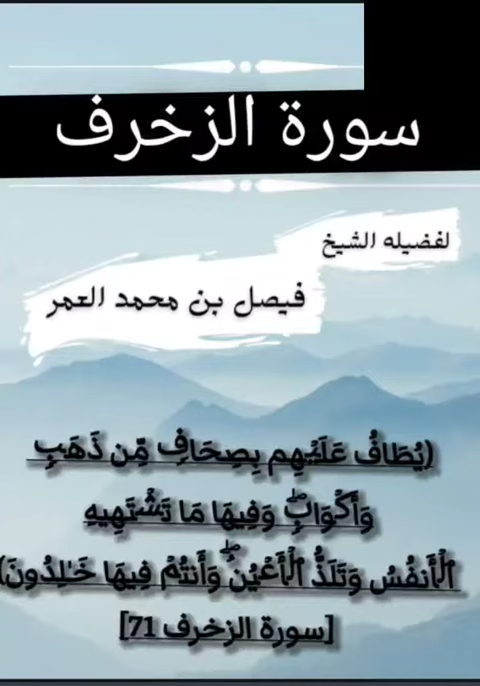 سورة الزخرف
لفضيله الشيخ
فيصل بن محمد العمر
(يُطَافُ عَلَيْهِم بِصِحَافٍ مِّن ذَهَبٍ
وَأَكْوَابٍۖ وَفِيهَا مَا تَشْتَهِيهِ
ٱلْأَنفُسُ وَتَلَذُّ ٱلْأَعْيُنُۖ وَأَنتُمْ فِيهَا خَـٰلِدُونَ)
[سورة الزخرف 71]